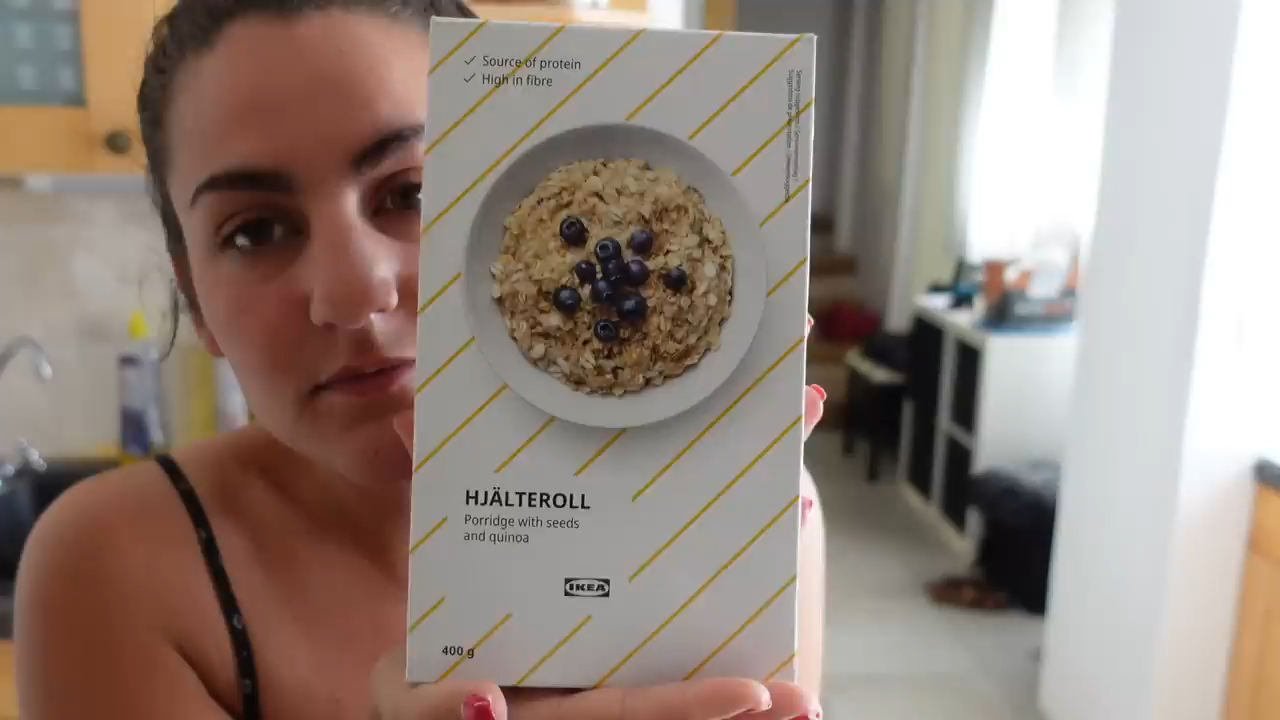 ✓ Source of protein
✓ High in fibre
HJÄLTEROLL
Porridge with seeds
and quinoa
IKEA
400 g